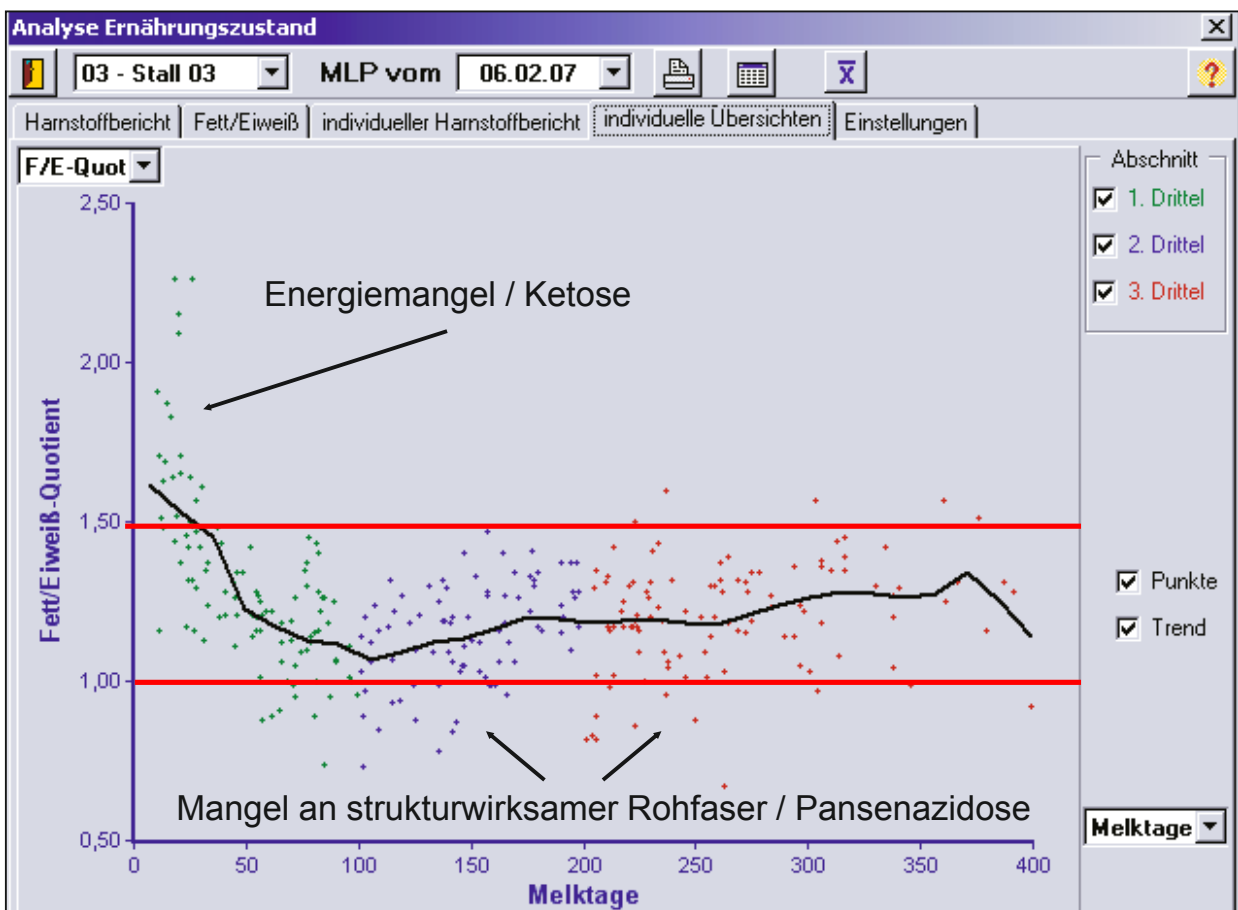 Analyse Ernährungszustand
03 - Stall 03 MLP vom 06.02.07 x ?
Harnstoffbericht Fett/Eiweiß individueller Harnstoffbericht individuelle Übersichten Einstellungen
F/E-Quot
Abschnitt
1. Drittel
2. Drittel
3. Drittel
Energiemangel / Ketose
Fett/Eiweiß-Quotient
2,50
2,00
1,50
1,00
0,50
Punkte
Trend
Mangel an strukturwirksamer Rohfaser / Pansenazidose
Melktage
0 50 100 150 200 250 300 350 400
Melktage